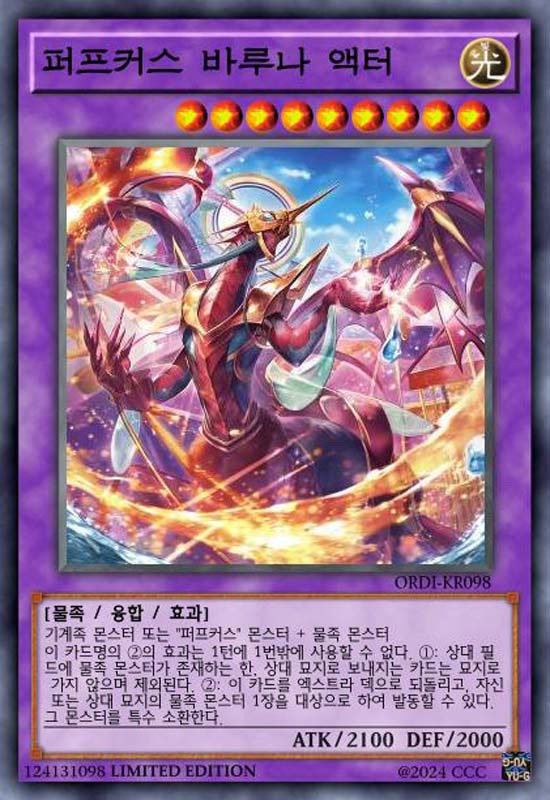 퍼프커스 바루나 액터
빛
光
ORDI-KR098
[물족 / 융합 / 효과]
기계족 몬스터 또는 "퍼프커스" 몬스터 + 물족 몬스터
이 카드명의 ②의 효과는 1턴에 1번밖에 사용할 수 없다. ①: 상대 필
드에 물족 몬스터가 존재하는 한, 상대 묘지로 보내지는 카드는 묘지로
가지 않으며 제외된다. ②: 이 카드를 엑스트라 덱으로 되돌리고, 자신
또는 상대 묘지의 물족 몬스터 1장을 대상으로 하여 발동할 수 있다.
그 몬스터를 특수 소환한다.
ATK/2100 DEF/2000
124131098 LIMITED EDITION
@2024 CCC
YU-G